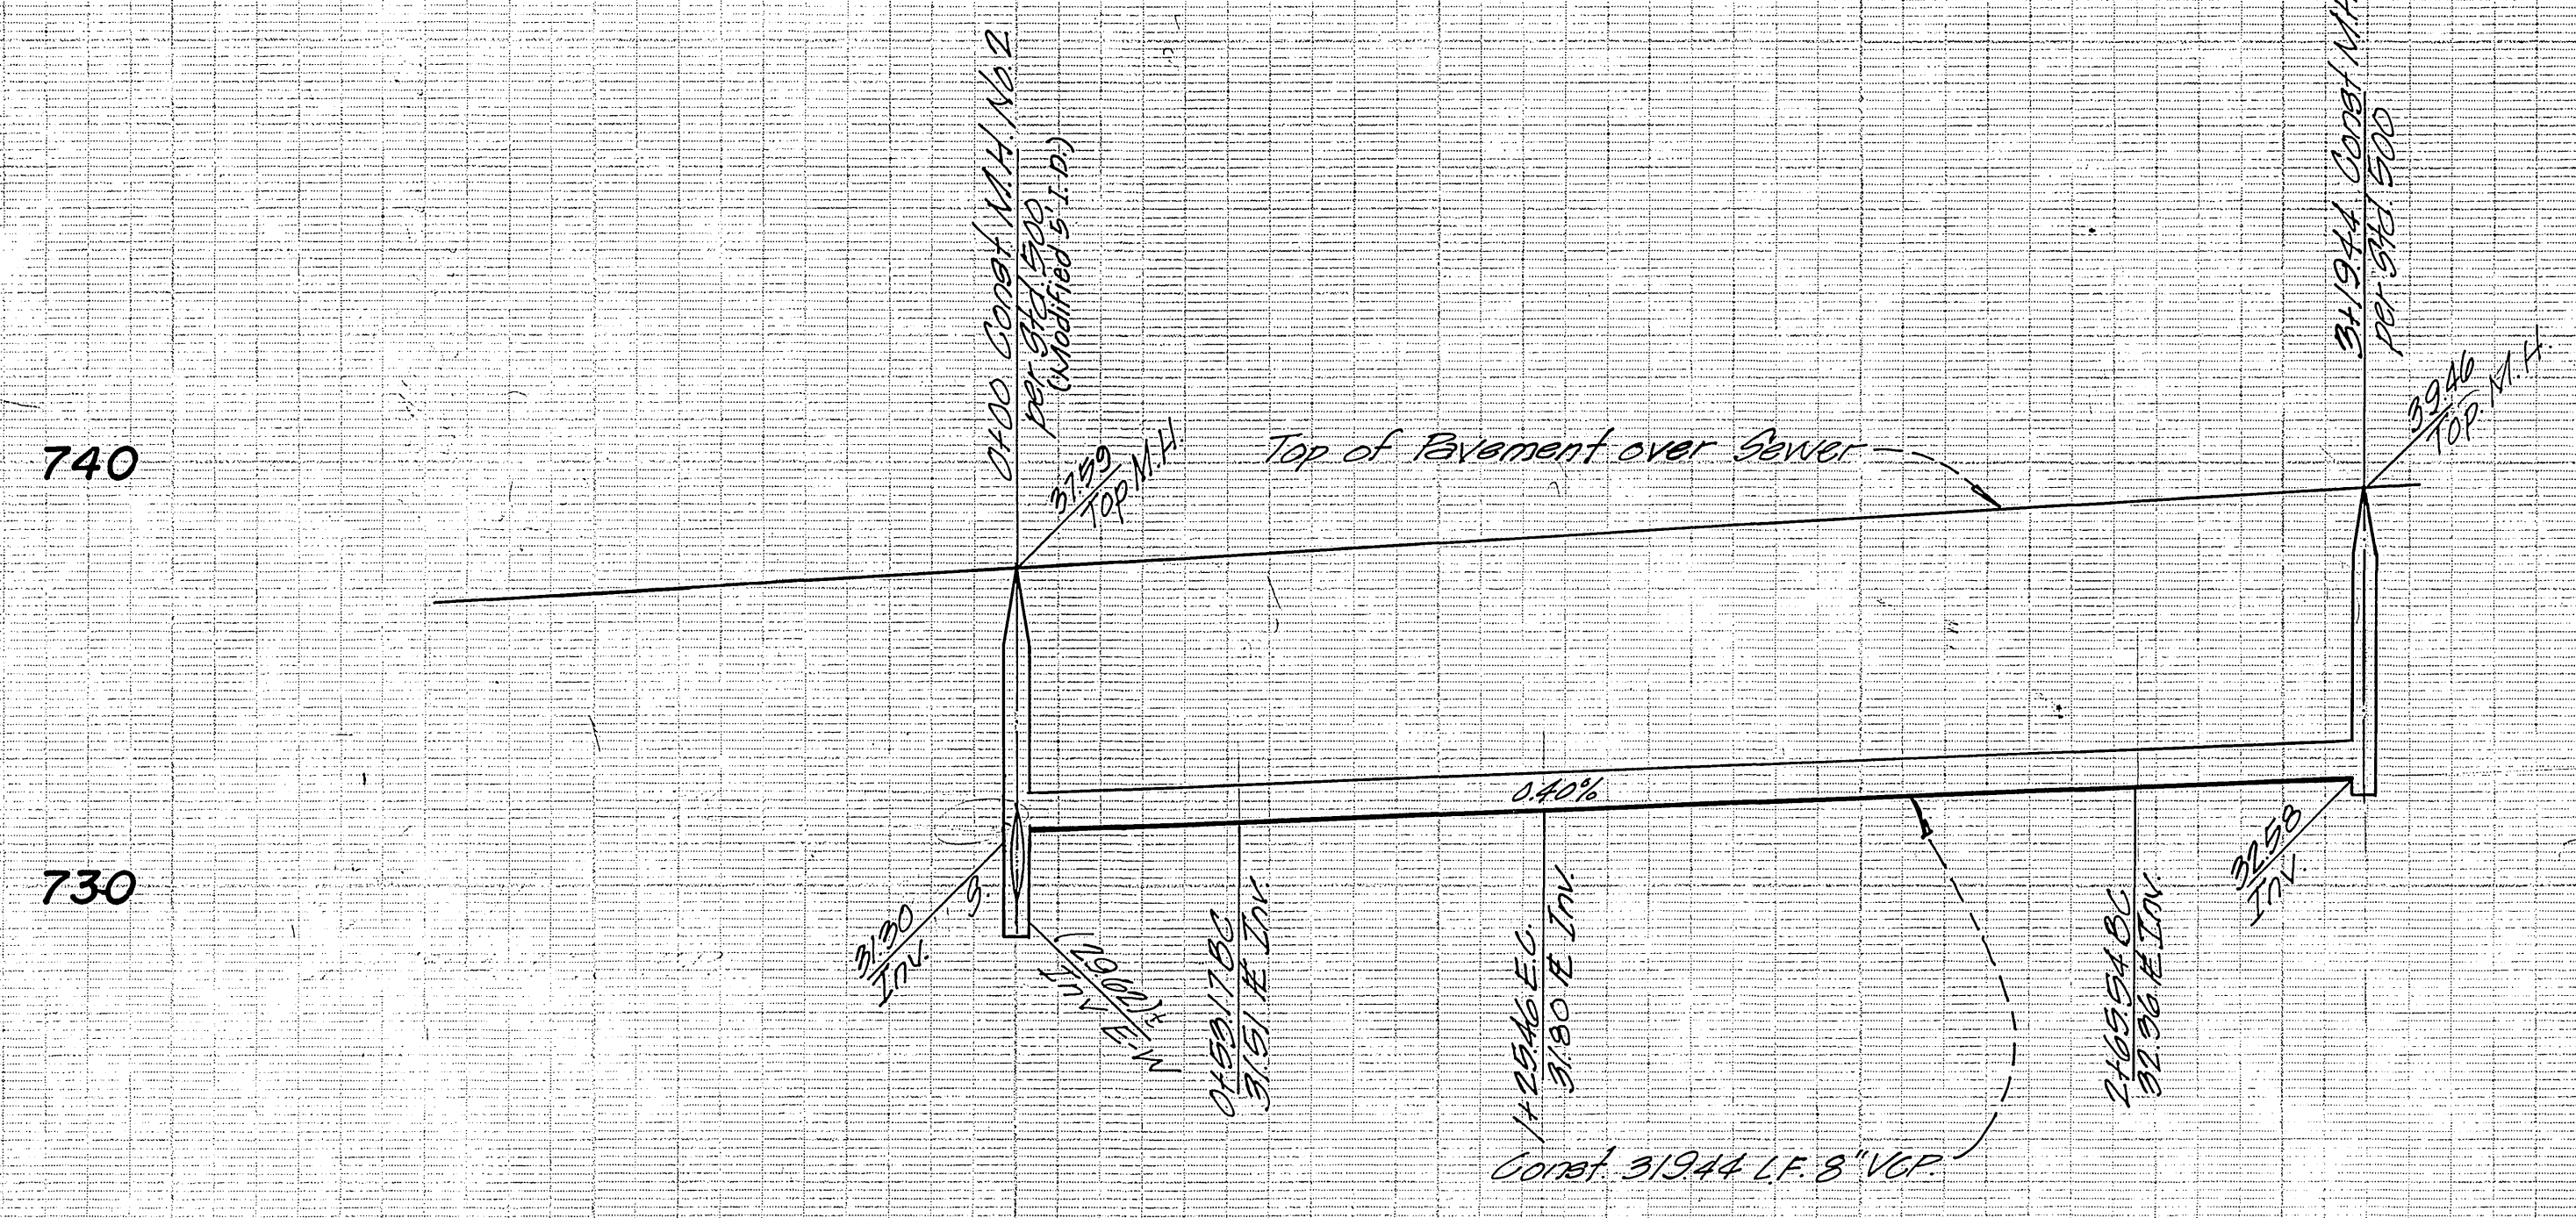 0+00 Const. M.H. No. 2
per Std. 500,
(Modified 5' I.D.)
3+19.44 Const M.H.
per Std. 500
740
37.59
Top M.H.
Top of Pavement over Sewer
39.46
Top. M.H.
0.40%
730
31.30
Inv.
S.
Inv.
0+53.17 BC
31.51 ℄ Inv.
1+25.46 E.C.
31.80 ℄ Inv.
2+65.54 BC
32.36 ℄ Inv.
32.58
Inv.
Const. 319.44 L.F. 8" VCP